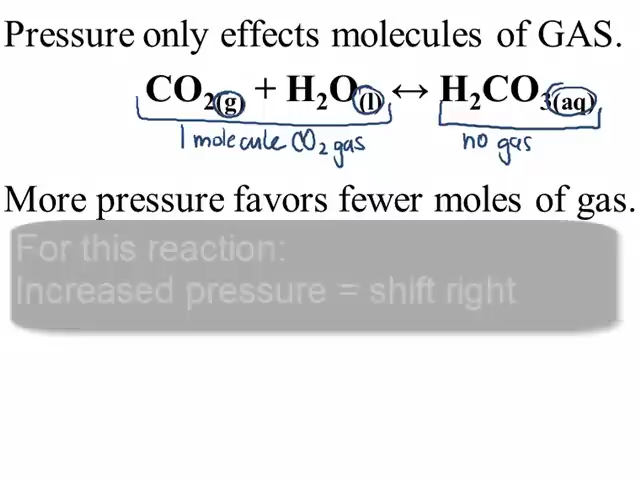 Pressure only effects molecules of GAS.
CO₂(g) + H₂O(l) ↔ H₂CO₃(aq)
1 molecule CO₂ gas no gas
More pressure favors fewer moles of gas.
For this reaction:
Increased pressure = shift right